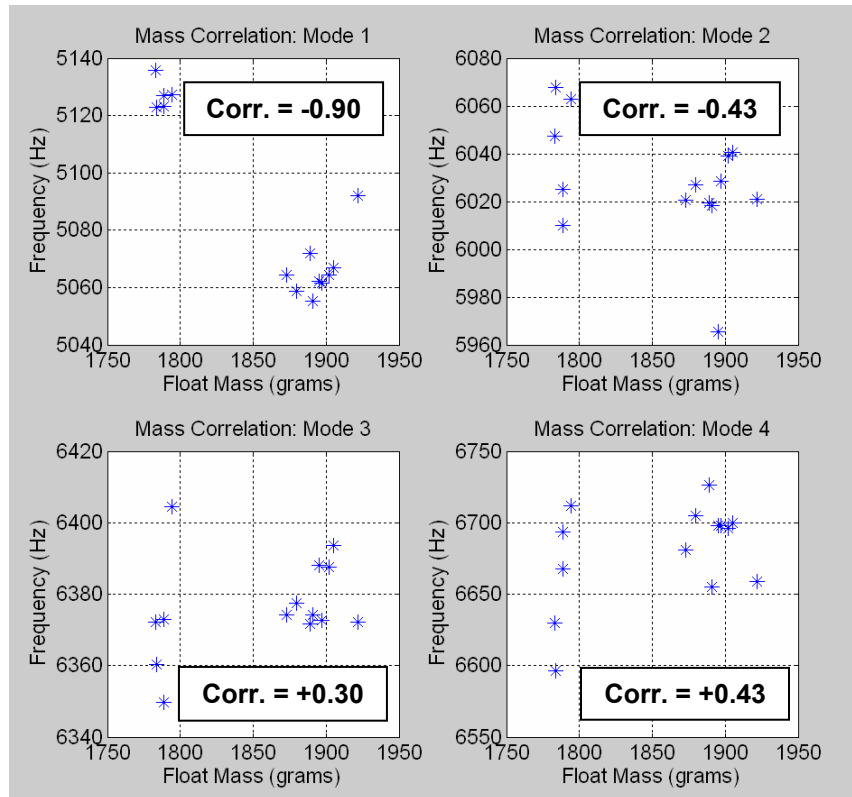 Mass Correlation: Mode 1
5140
5120
5100
5080
5060
5040
Frequency (Hz)
Corr. = -0.90
1750 1800 1850 1900 1950
Float Mass (grams)
Mass Correlation: Mode 2
6080
6060
6040
6020
6000
5980
5960
Frequency (Hz)
Corr. = -0.43
1750 1800 1850 1900 1950
Float Mass (grams)
Mass Correlation: Mode 3
6420
6400
6380
6360
6340
Frequency (Hz)
Corr. = +0.30
1750 1800 1850 1900 1950
Float Mass (grams)
Mass Correlation: Mode 4
6750
6700
6650
6600
6550
Frequency (Hz)
Corr. = +0.43
1750 1800 1850 1900 1950
Float Mass (grams)